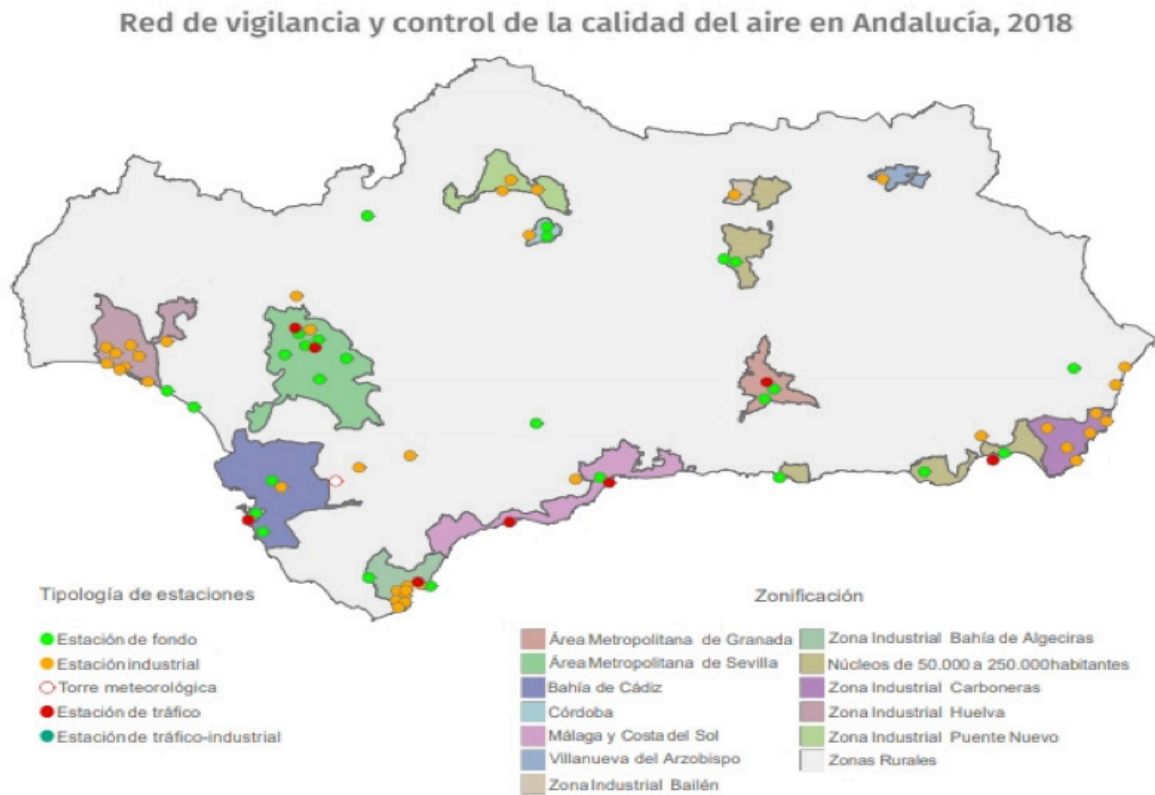 Red de vigilancia y control de la calidad del aire en Andalucía, 2018
Tipología de estaciones
Estación de fondo
Estación industrial
Torre meteorológica
Estación de tráfico
Estación de tráfico-industrial
Zonificación
Área Metropolitana de Granada
Área Metropolitana de Sevilla
Bahía de Cádiz
Córdoba
Málaga y Costa del Sol
Villanueva del Arzobispo
Zona Industrial Bailén
Zona Industrial Bahía de Algeciras
Núcleos de 50.000 a 250.000habitantes
Zona Industrial Carboneras
Zona Industrial Huelva
Zona Industrial Puente Nuevo
Zonas Rurales